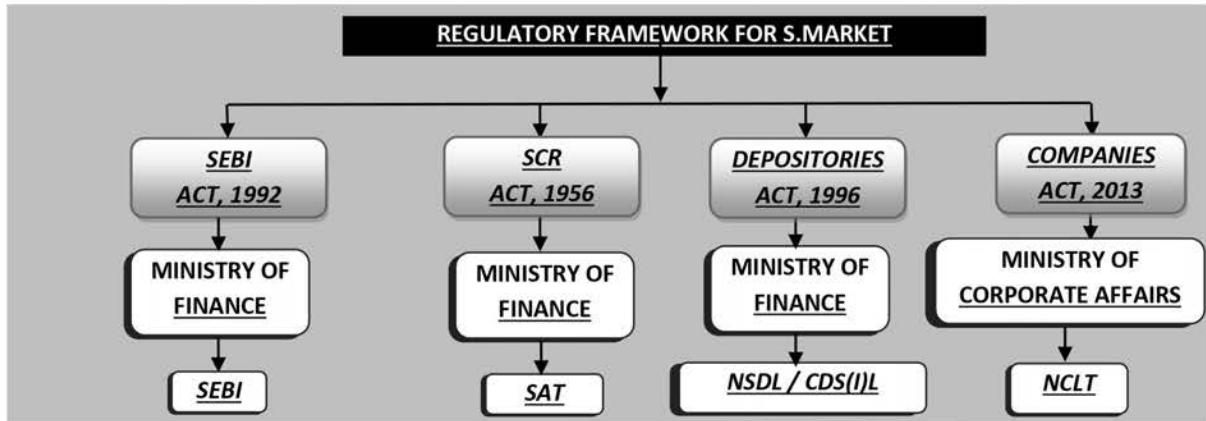 REGULATORY FRAMEWORK FOR S.MARKET
SEBI
ACT, 1992
SCR
ACT, 1956
DEPOSITORIES
ACT, 1996
COMPANIES
ACT, 2013
MINISTRY OF
FINANCE
MINISTRY OF
FINANCE
MINISTRY OF
FINANCE
MINISTRY OF
CORPORATE AFFAIRS
SEBI
SAT
NSDL / CDS(I)L
NCLT